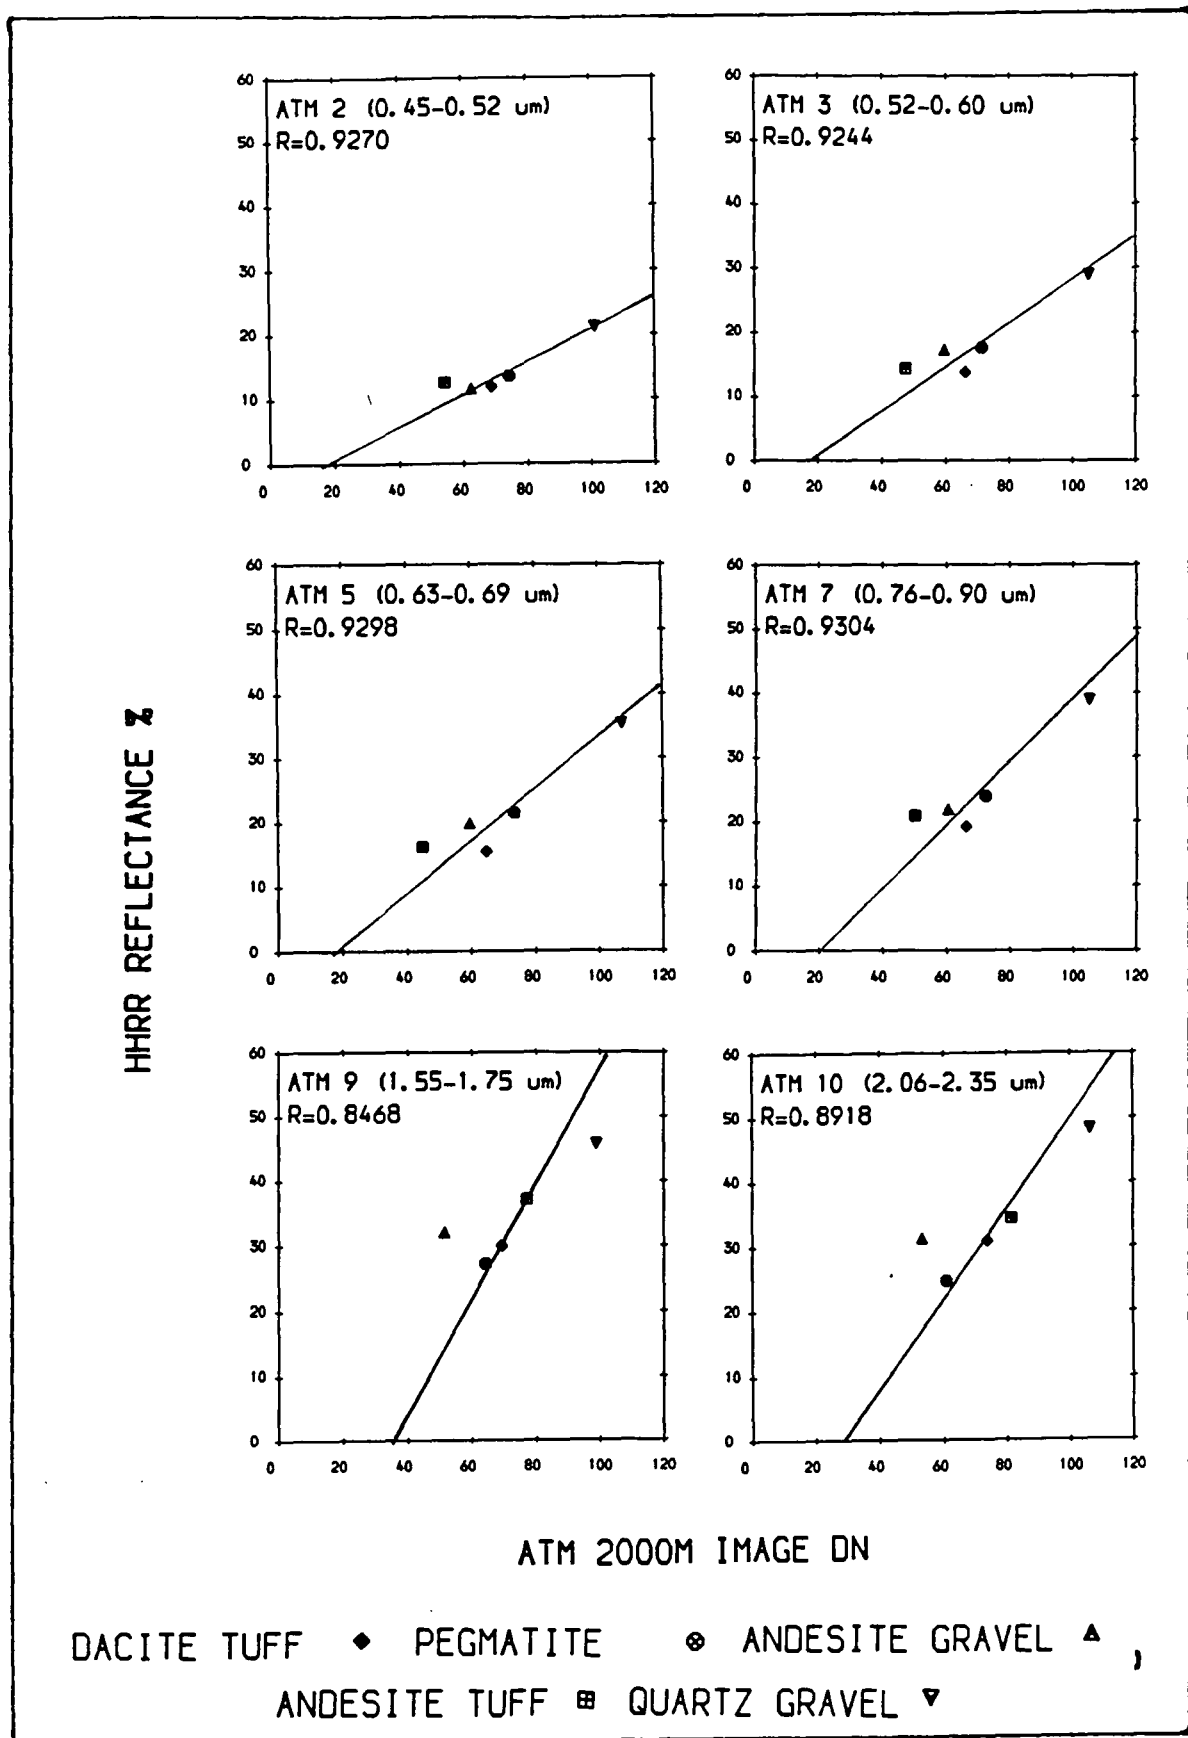 ATM 2 (0.45-0.52 um)
R=0.9270
60
50
40
30
20
10
0
0 20 40 60 80 100 120
ATM 3 (0.52-0.60 um)
R=0.9244
60
50
40
30
20
10
0
0 20 40 60 80 100 120
ATM 5 (0.63-0.69 um)
R=0.9298
60
50
40
30
20
10
0
0 20 40 60 80 100 120
ATM 7 (0.76-0.90 um)
R=0.9304
60
50
40
30
20
10
0
0 20 40 60 80 100 120
ATM 9 (1.55-1.75 um)
R=0.8468
60
50
40
30
20
10
0
0 20 40 60 80 100 120
ATM 10 (2.06-2.35 um)
R=0.8918
60
50
40
30
20
10
0
0 20 40 60 80 100 120
HHRR REFLECTANCE %
ATM 2000M IMAGE DN
DACITE TUFF ◆ PEGMATITE ⊗ ANDESITE GRAVEL ▲
ANDESITE TUFF ⊞ QUARTZ GRAVEL ▼